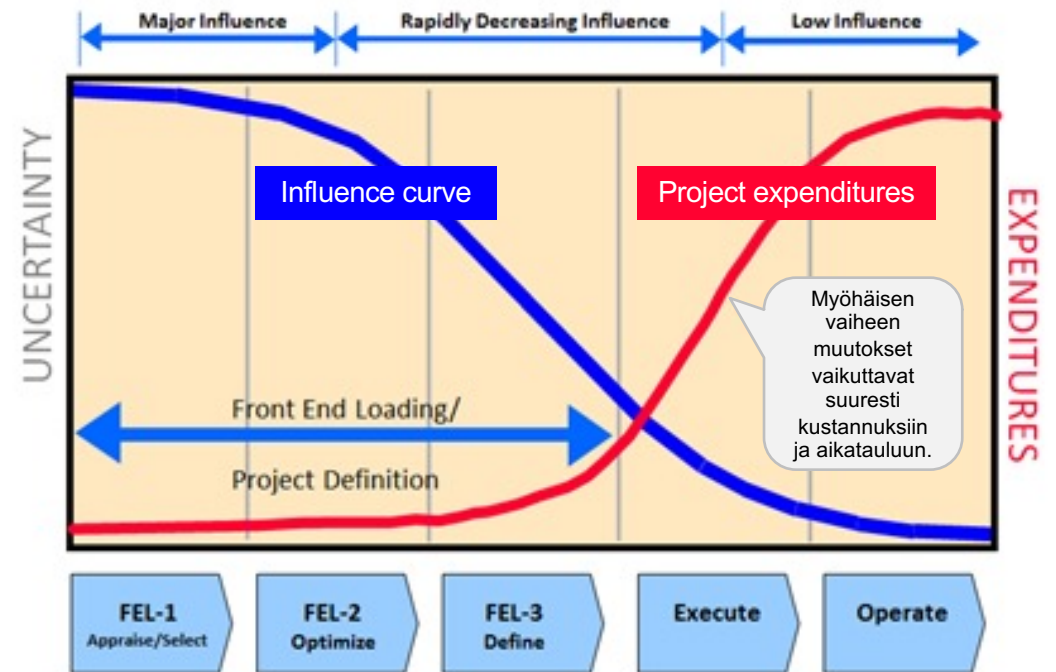 Major Influence
Rapidly Decreasing Influence
Low Influence
UNCERTAINTY
Influence curve
Project expenditures
EXPENDITURES
Myöhäisen
vaiheen
muutokset
vaikuttavat
suuresti
kustannuksiin
ja aikatauluun.
Front End Loading/
Project Definition
FEL-1
Appraise/Select
FEL-2
Optimize
FEL-3
Define
Execute
Operate